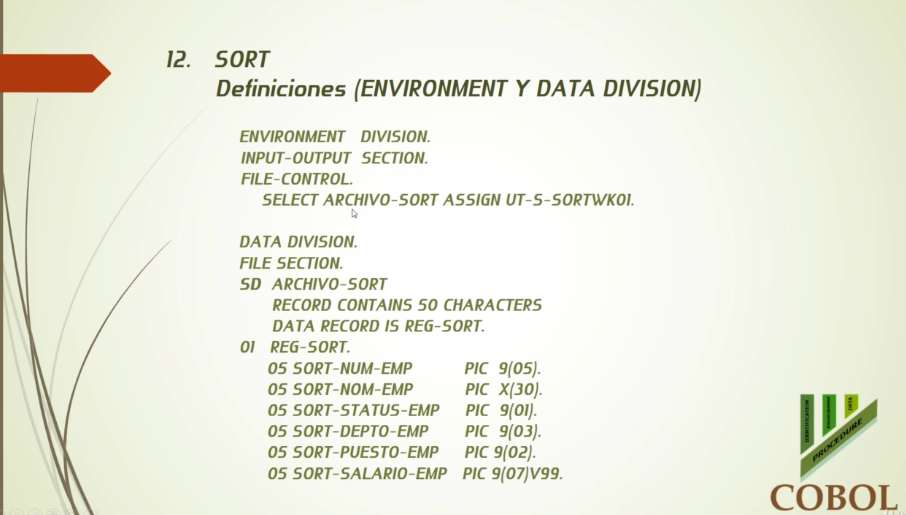 12. SORT
Definiciones (ENVIRONMENT Y DATA DIVISION)
ENVIRONMENT DIVISION.
INPUT-OUTPUT SECTION.
FILE-CONTROL.
SELECT ARCHIVO-SORT ASSIGN UT-S-SORTWK01.
DATA DIVISION.
FILE SECTION.
SD ARCHIVO-SORT
RECORD CONTAINS 50 CHARACTERS
DATA RECORD IS REG-SORT.
01 REG-SORT.
05 SORT-NUM-EMP PIC 9(05).
05 SORT-NOM-EMP PIC X(30).
05 SORT-STATUS-EMP PIC 9(01).
05 SORT-DEPTO-EMP PIC 9(03).
05 SORT-PUESTO-EMP PIC 9(02).
05 SORT-SALARIO-EMP PIC 9(07)V99.
IDENTIFICATION
ENVIRONMENT
DATA
PROCEDURE
COBOL